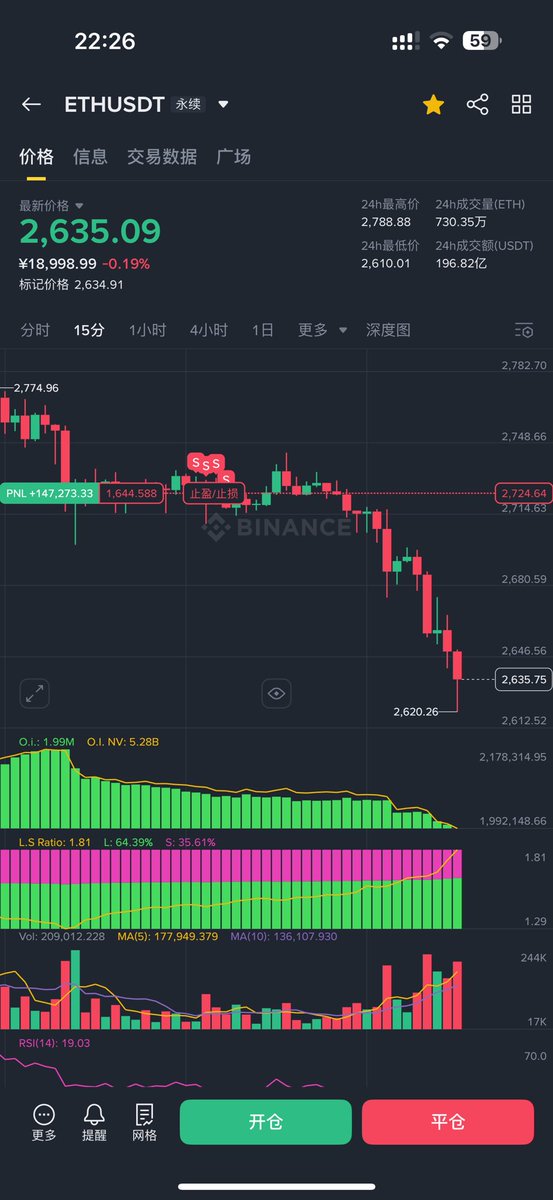 22:26
59
ETHUSDT 永续
价格 信息 交易数据 广场
最新价格
2,635.09
¥18,998.99 -0.19%
标记价格 2,634.91
24h最高价 24h成交量(ETH)
2,788.88 730.35万
24h最低价 24h成交额(USDT)
2,610.01 196.82亿
分时 15分 1小时 4小时 1日 更多 深度图
2,782.70
2,774.96
2,748.66
S S S
S
PNL +147,273.33 1,644.588 止盈/止损 2,724.64
2,714.63
BINANCE
2,680.59
2,646.56
2,635.75
2,620.26
2,612.52
O.i.: 1.99M O.I. NV: 5.28B
2,178,314.95
1,992,148.66
L.S Ratio: 1.81 L: 64.39% S: 35.61%
1.81
1.29
Vol: 209,012.228 MA(5): 177,949.379 MA(10): 136,107.930
244K
17K
RSI(14): 19.03
70.0
更多 提醒 网格 开仓 平仓